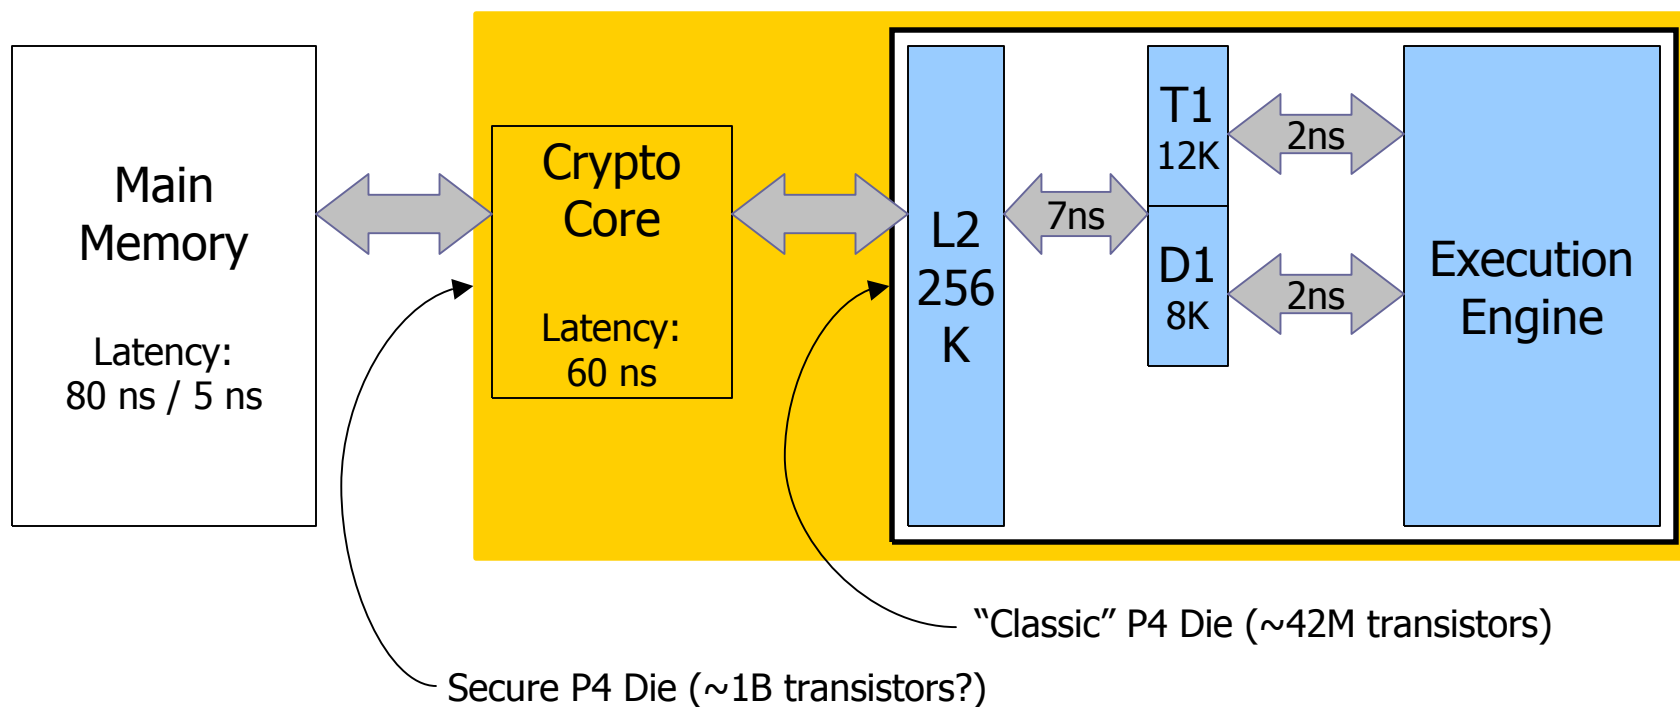 Main
Memory
Latency:
80 ns / 5 ns
Crypto
Core
Latency:
60 ns
L2
256
K
7ns
T1
12K
D1
8K
2ns
2ns
Execution
Engine
“Classic” P4 Die (~42M transistors)
Secure P4 Die (~1B transistors?)